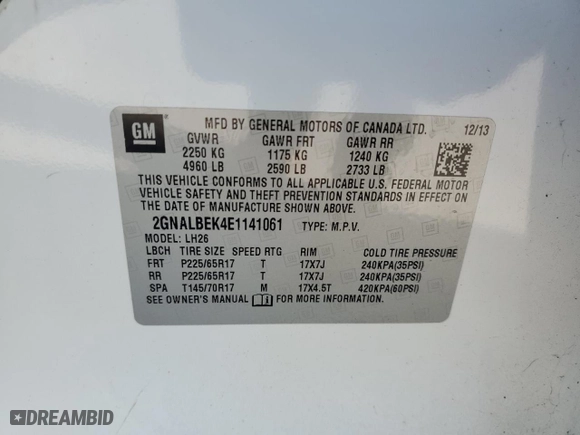 GM
MFD BY GENERAL MOTORS OF CANADA LTD. 12/13
GVWR GAWR FRT GAWR RR
2250 KG 1175 KG 1240 KG
4960 LB 2590 LB 2733 LB
THIS VEHICLE CONFORMS TO ALL APPLICABLE U.S. FEDERAL MOTOR
VEHICLE SAFETY AND THEFT PREVENTION STANDARDS IN EFFECT ON
THE DATE OF MANUFACTURE SHOWN ABOVE.
2GNALBEK4E1141061 TYPE: M.P.V.
MODEL: LH26
LBCH TIRE SIZE SPEED RTG RIM COLD TIRE PRESSURE
FRT P225/65R17 T 17X7J 240KPA(35PSI)
RR P225/65R17 T 17X7J 240KPA(35PSI)
SPA T145/70R17 M 17X4.5T 420KPA(60PSI)
SEE OWNER'S MANUAL FOR MORE INFORMATION.
DREAMBID